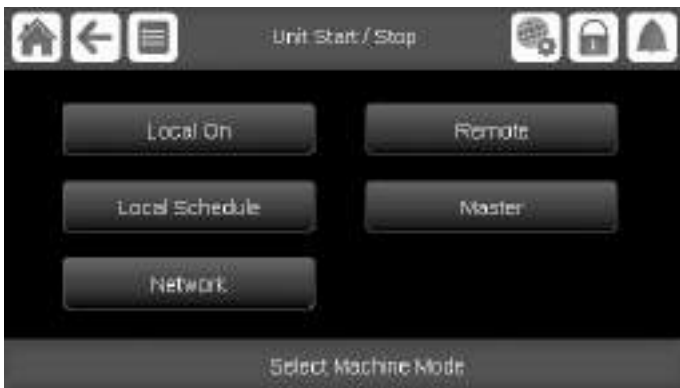 Unit Start / Stop
Local On
Remote
Local Schedule
Master
Network
Select Machine Mode